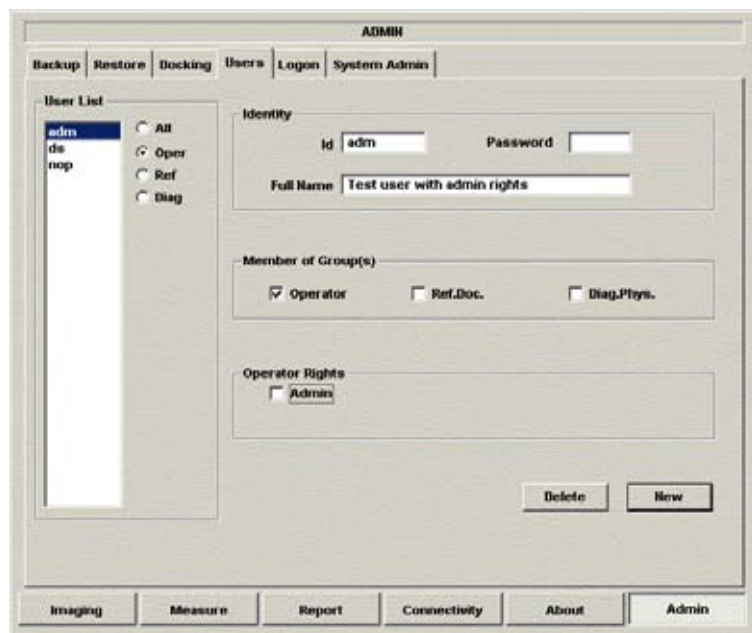 ADMIN
Backup Restore Docking Users Logon System Admin
User List
adm
ds
nop
All
Oper
Ref
Diag
Identity
Id adm Password
Full Name Test user with admin rights
Member of Group(s)
Operator Ref.Doc. Diag.Phys.
Operator Rights
Admin
Delete New
Imaging Measure Report Connectivity About Admin